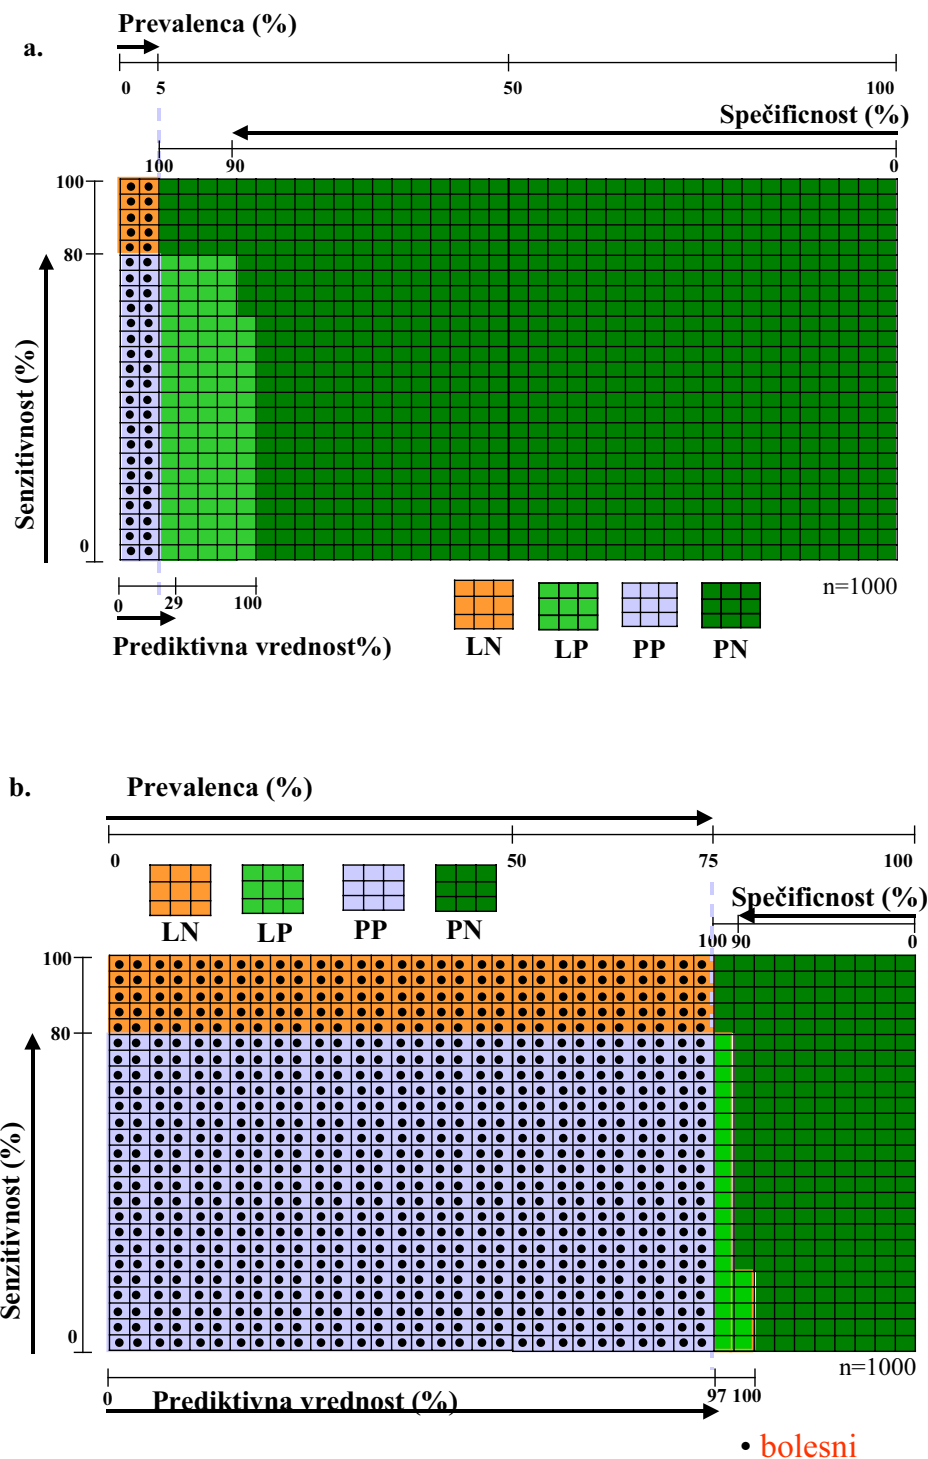 Prevalenca (%)
a.
0 5 50 100
Spečificnost (%)
100 90 0
100
80
Senzitivnost (%)
0
0 29 100
n=1000
Prediktivna vrednost%)
LN LP PP PN
b.
Prevalenca (%)
0 50 75 100
Spečificnost (%)
LN LP PP PN
100 90 0
100
80
Senzitivnost (%)
0
n=1000
0 97 100
Prediktivna vrednost (%)
• bolesni